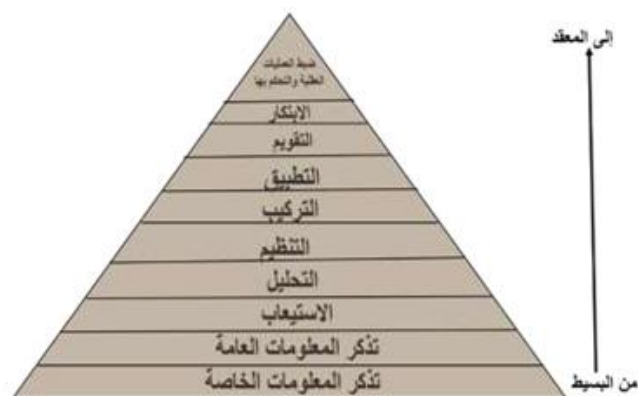 إلى المعقد
ضبط العمليات
العقلية والتحكم بها
الابتكار
التقويم
التطبيق
التركيب
التنظيم
التحليل
الاستيعاب
تذكر المعلومات العامة
تذكر المعلومات الخاصة
من البسيط